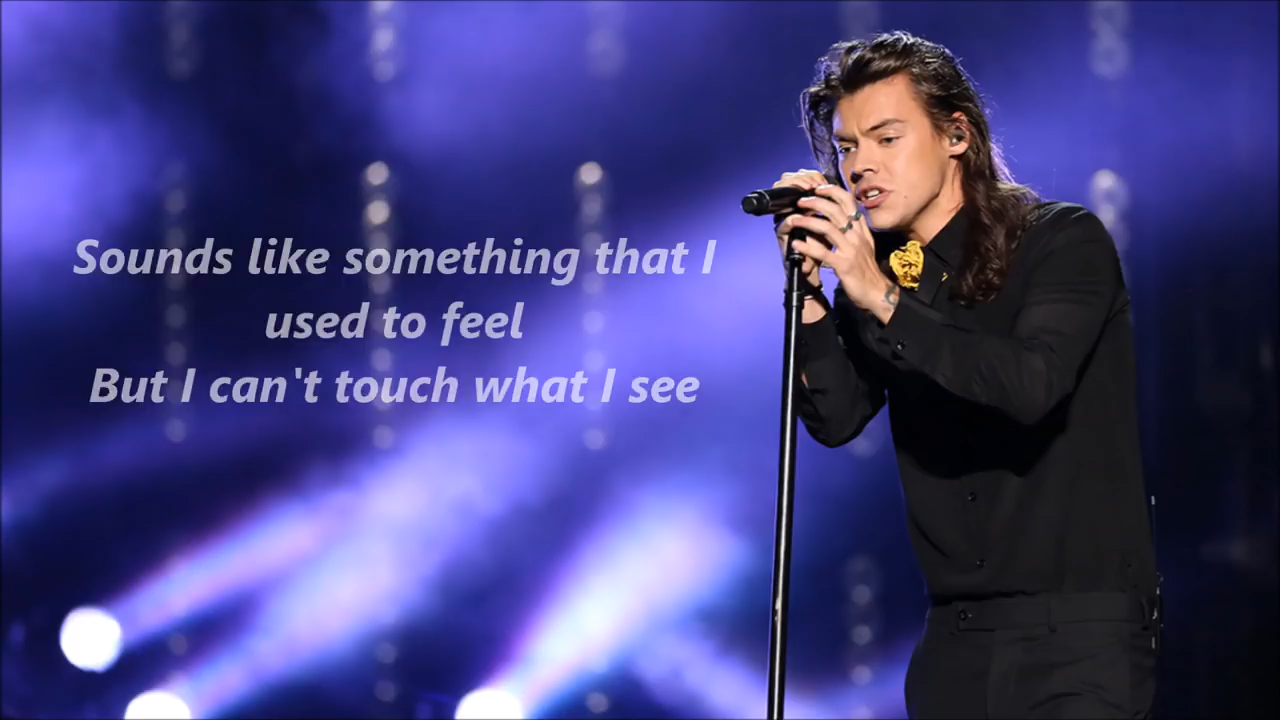 Sounds like something that I
used to feel
But I can't touch what I see